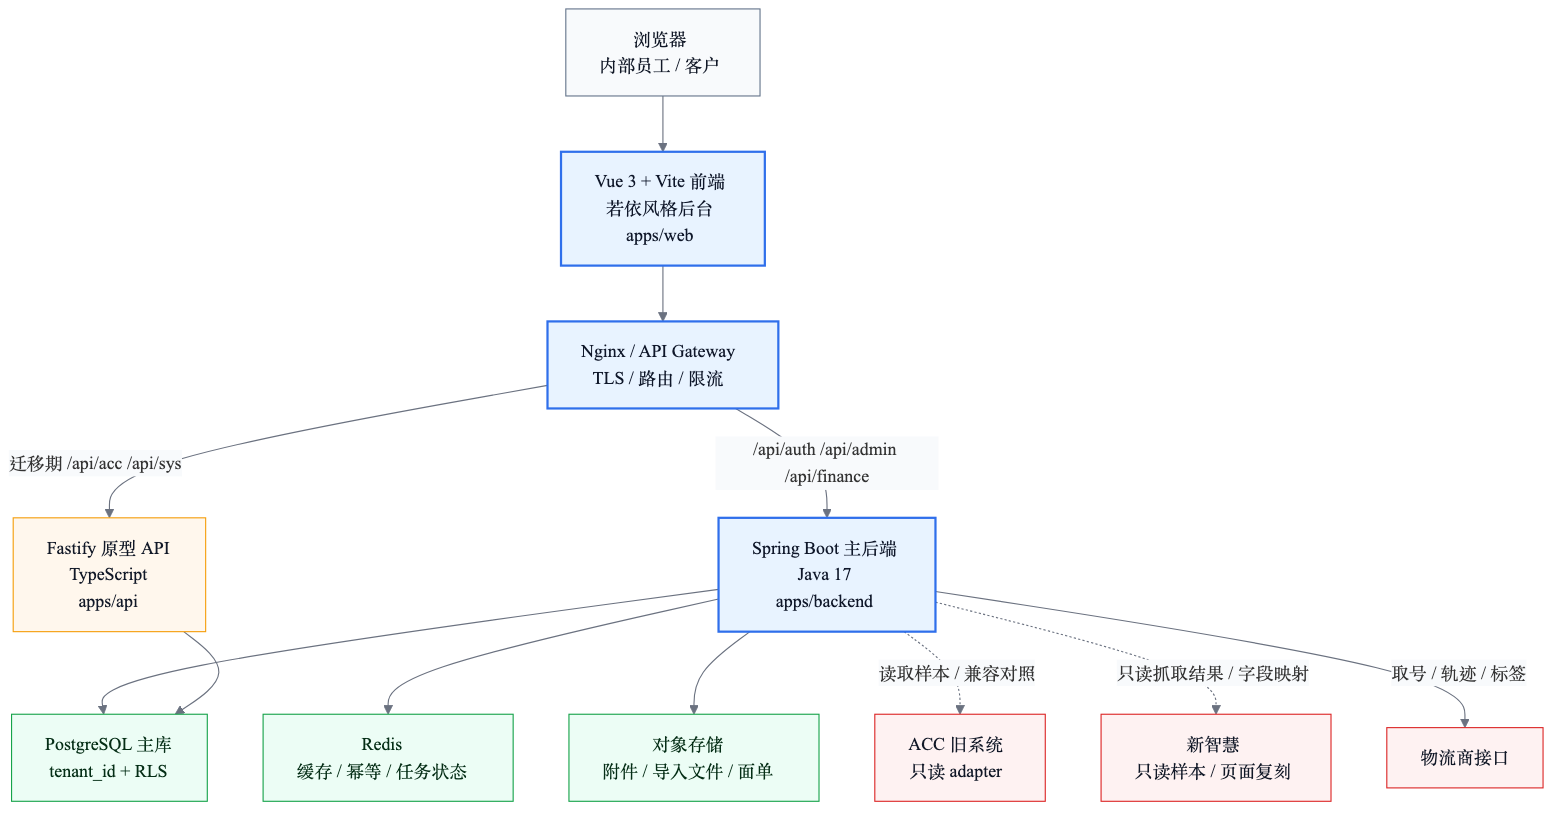 浏览器
内部员工 / 客户
Vue 3 + Vite 前端
若依风格后台
apps/web
Nginx / API Gateway
TLS / 路由 / 限流
迁移期 /api/acc /api/sys
/api/auth /api/admin
/api/finance
Fastify 原型 API
TypeScript
apps/api
Spring Boot 主后端
Java 17
apps/backend
读取样本 / 兼容对照
只读抓取结果 / 字段映射
取号 / 轨迹 / 标签
PostgreSQL 主库
tenant_id + RLS
Redis
缓存 / 幂等 / 任务状态
对象存储
附件 / 导入文件 / 面单
ACC 旧系统
只读 adapter
新智慧
只读样本 / 页面复刻
物流商接口